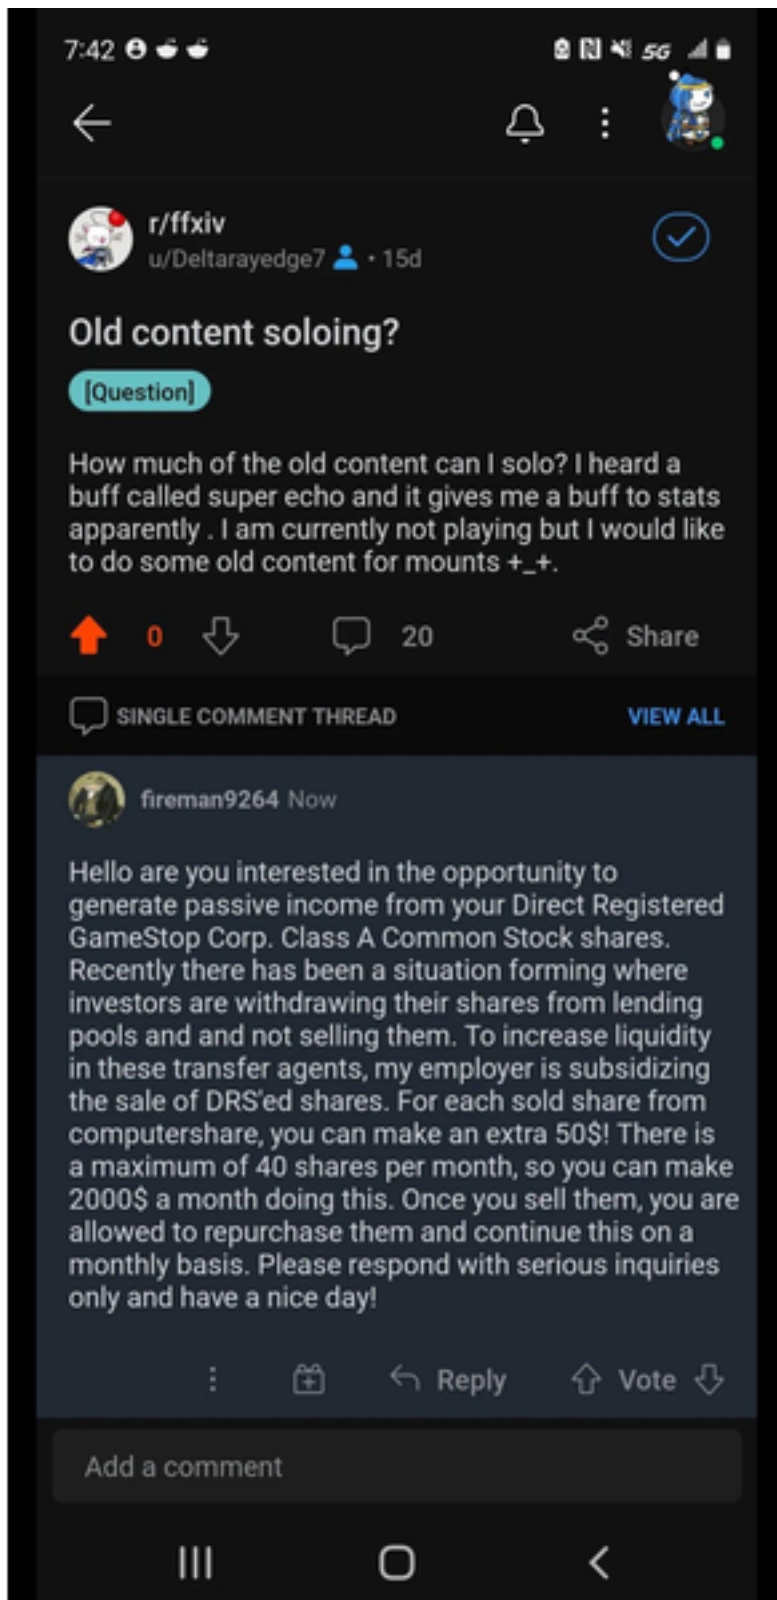 7:42
5G
r/ffxiv
u/Deltarayedge7 • 15d
Old content soloing?
[Question]
How much of the old content can I solo? I heard a
buff called super echo and it gives me a buff to stats
apparently . I am currently not playing but I would like
to do some old content for mounts +_+.
0
20
Share
SINGLE COMMENT THREAD
VIEW ALL
fireman9264 Now
Hello are you interested in the opportunity to
generate passive income from your Direct Registered
GameStop Corp. Class A Common Stock shares.
Recently there has been a situation forming where
investors are withdrawing their shares from lending
pools and and not selling them. To increase liquidity
in these transfer agents, my employer is subsidizing
the sale of DRS'ed shares. For each sold share from
computershare, you can make an extra 50$! There is
a maximum of 40 shares per month, so you can make
2000$ a month doing this. Once you sell them, you are
allowed to repurchase them and continue this on a
monthly basis. Please respond with serious inquiries
only and have a nice day!
Reply
Vote
Add a comment